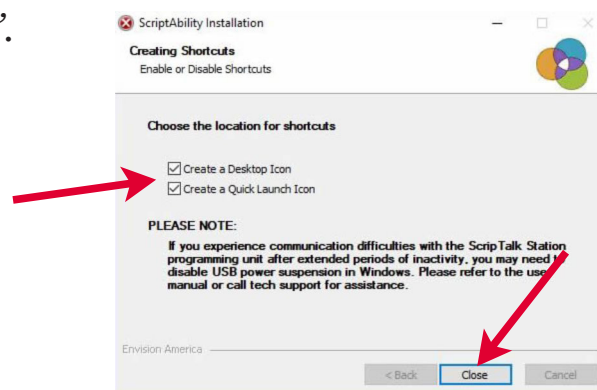 ”.
ScriptAbility Installation
Creating Shortcuts
Enable or Disable Shortcuts
Choose the location for shortcuts
Create a Desktop Icon
Create a Quick Launch Icon
PLEASE NOTE:
If you experience communication difficulties with the ScripTalk Station
programming unit after extended periods of inactivity, you may need to
disable USB power suspension in Windows. Please refer to the user
manual or call tech support for assistance.
Envision America
< Back Close Cancel